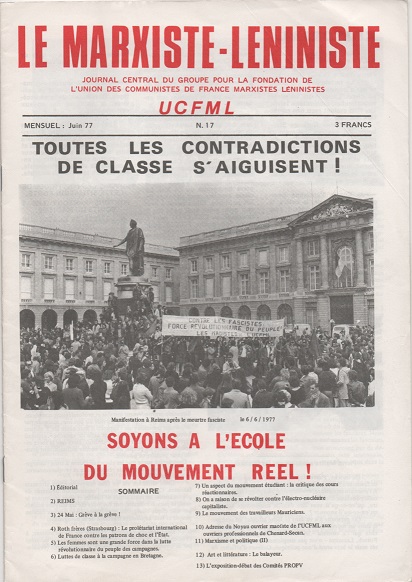 LE MARXISTE-LENINISTE
JOURNAL CENTRAL DU GROUPE POUR LA FONDATION DE
L'UNION DES COMMUNISTES DE FRANCE MARXISTES LENINISTES
UCFML
MENSUEL : Juin 77 N. 17 3 FRANCS
TOUTES LES CONTRADICTIONS
DE CLASSE S'AIGUISENT !
CONTRE LES FASCISTES
FORCE REVOLUTIONNAIRE DU PEUPLE
LES MAOISTES L'UCFML
Manifestation à Reims après le meurtre fasciste le 6/6/1977
SOYONS A L'ECOLE
DU MOUVEMENT REEL !
SOMMAIRE
1) Éditorial
2) REIMS
3) 24 Mai : Grève à la grève !
4) Roth frères (Strasbourg) : Le prolétariat international
de France contre les patrons de choc et l'État.
5) Les femmes sont une grande force dans la lutte
révolutionnaire du peuple des campagnes.
6) Luttes de classe à la campagne en Bretagne.
7) Un aspect du mouvement étudiant : la critique des cours
réactionnaires.
8) On a raison de se révolter contre l'électro-nucléaire
capitaliste.
9) Le mouvement des travailleurs Mauriciens.
10) Adresse du Noyau ouvrier maoïste de l'UCFML aux
ouvriers professionnels de Chenard-Secan.
11) Marxisme et politique (II).
12) Art et littérature : Le balayeur.
13) L'exposition-débat des Comités PROPV